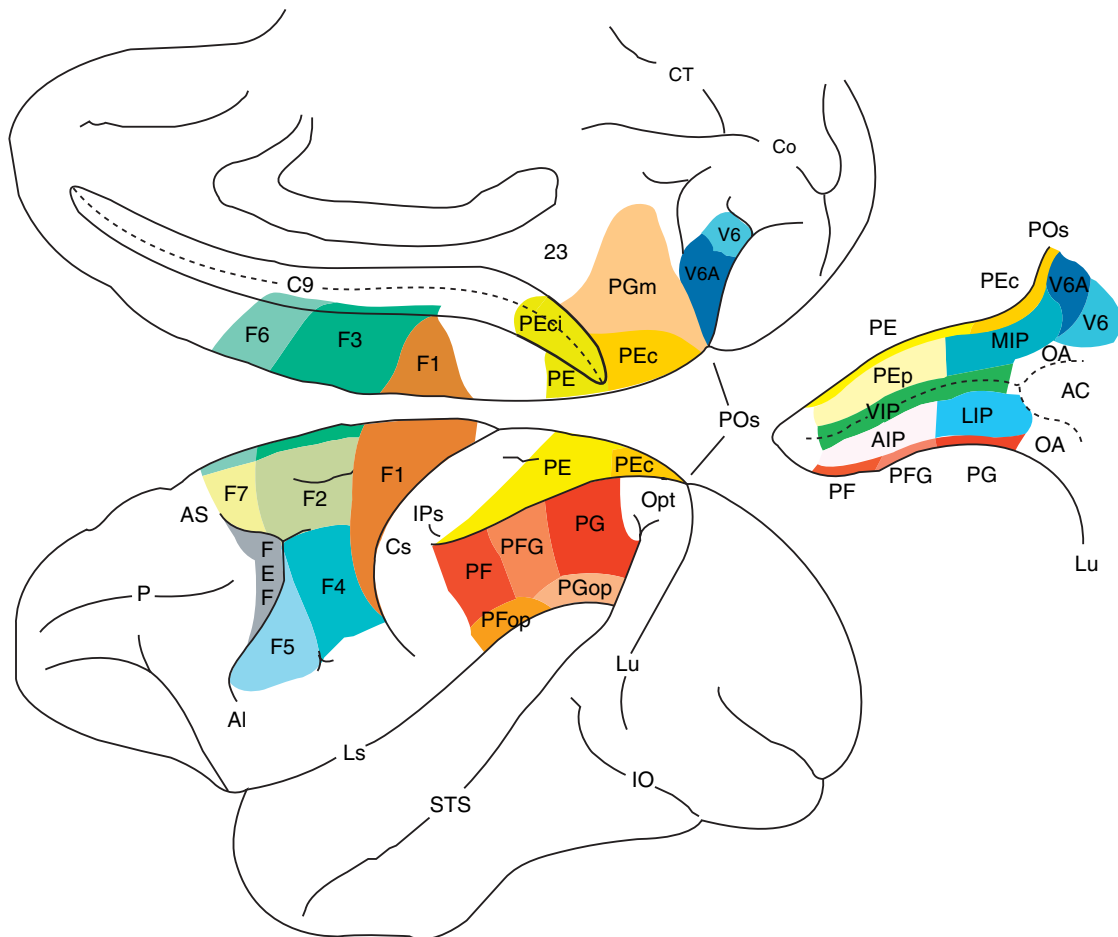 CT
Co
23
V6
V6A
C9
PGm
PEci
F6
F3
F1
PEc
PE
POs
POs
PEc
V6A
V6
PE
MIP
OA
PEp
AC
VIP
LIP
AIP
OA
PF
PFG
PG
Lu
F1
PE
PEc
F7
F2
Opt
AS
IPs
PG
Cs
PFG
F
E
F
F4
PF
PGop
P
PFop
F5
Lu
AI
Ls
IO
STS